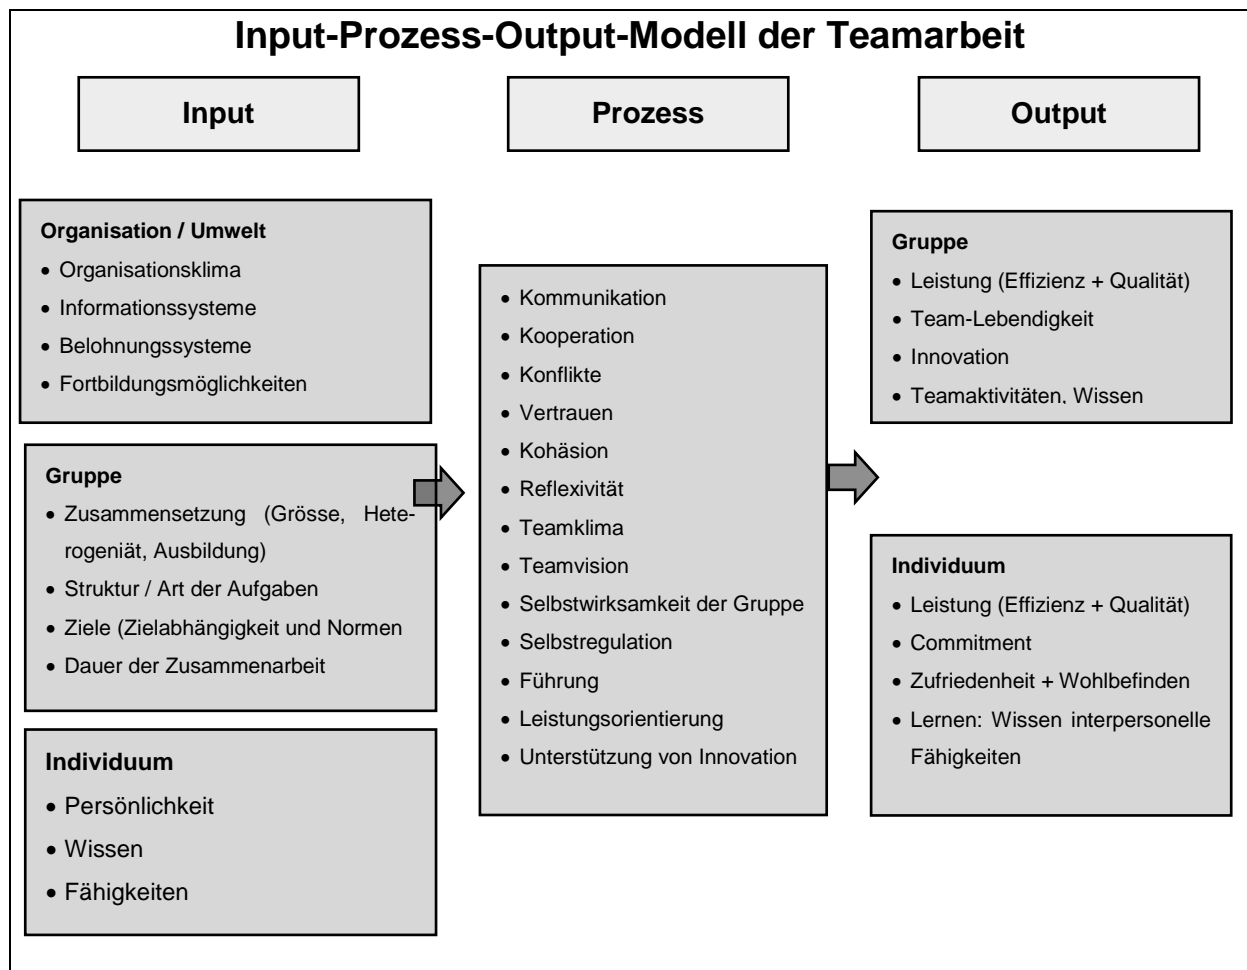 Input-Prozess-Output-Modell der Teamarbeit
Input
Prozess
Output
Organisation / Umwelt
• Organisationsklima
• Informationssysteme
• Belohnungssysteme
• Fortbildungsmöglichkeiten
Gruppe
• Zusammensetzung (Grösse, Hete-
rogeniät, Ausbildung)
• Struktur / Art der Aufgaben
• Ziele (Zielabhängigkeit und Normen
• Dauer der Zusammenarbeit
Individuum
• Persönlichkeit
• Wissen
• Fähigkeiten
• Kommunikation
• Kooperation
• Konflikte
• Vertrauen
• Kohäsion
• Reflexivität
• Teamklima
• Teamvision
• Selbstwirksamkeit der Gruppe
• Selbstregulation
• Führung
• Leistungsorientierung
• Unterstützung von Innovation
Gruppe
• Leistung (Effizienz + Qualität)
• Team-Lebendigkeit
• Innovation
• Teamaktivitäten, Wissen
Individuum
• Leistung (Effizienz + Qualität)
• Commitment
• Zufriedenheit + Wohlbefinden
• Lernen: Wissen interpersonelle
Fähigkeiten